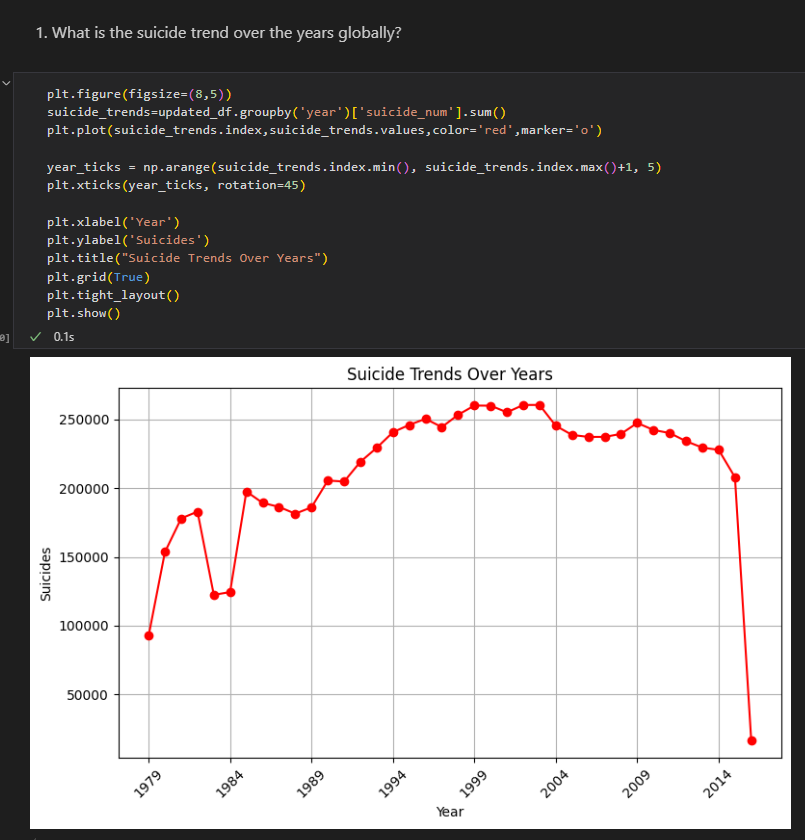 1. What is the suicide trend over the years globally?
plt.figure(figsize=(8,5))
suicide_trends=updated_df.groupby('year')['suicide_num'].sum()
plt.plot(suicide_trends.index,suicide_trends.values,color='red',marker='o')
year_ticks = np.arange(suicide_trends.index.min(), suicide_trends.index.max()+1, 5)
plt.xticks(year_ticks, rotation=45)
plt.xlabel('Year')
plt.ylabel('Suicides')
plt.title("Suicide Trends Over Years")
plt.grid(True)
plt.tight_layout()
plt.show()
✓ 0.1s
Suicide Trends Over Years
250000
200000
150000
100000
50000
Suicides
1979 1984 1989 1994 1999 2004 2009 2014
Year